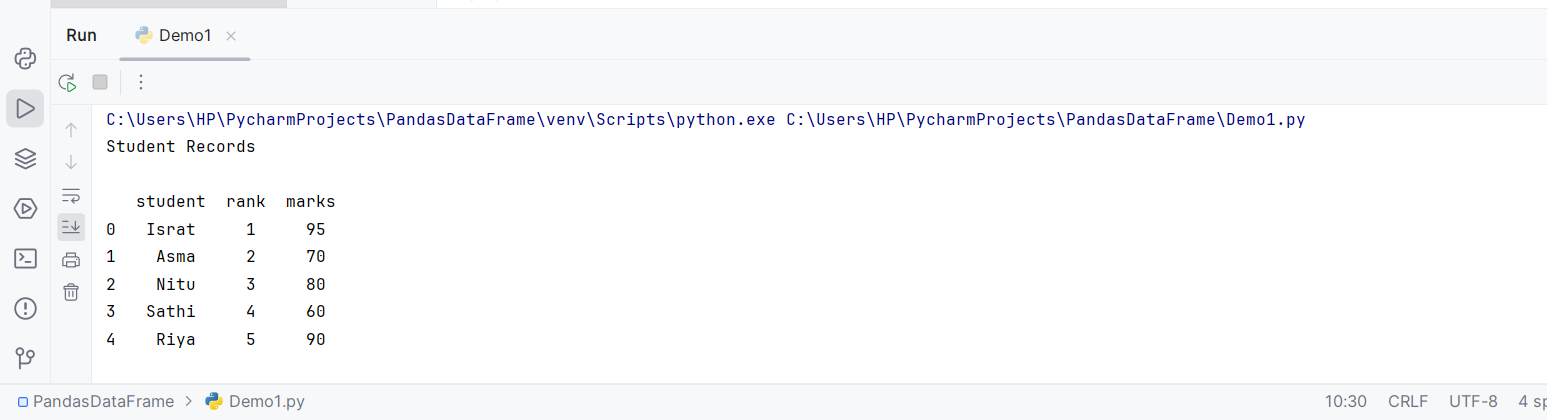 Run Demo1
C:\Users\HP\PycharmProjects\PandasDataFrame\venv\Scripts\python.exe C:\Users\HP\PycharmProjects\PandasDataFrame\Demo1.py
Student Records
student rank marks
0 Israt 1 95
1 Asma 2 70
2 Nitu 3 80
3 Sathi 4 60
4 Riya 5 90
PandasDataFrame > Demo1.py 10:30 CRLF UTF-8 4 sp